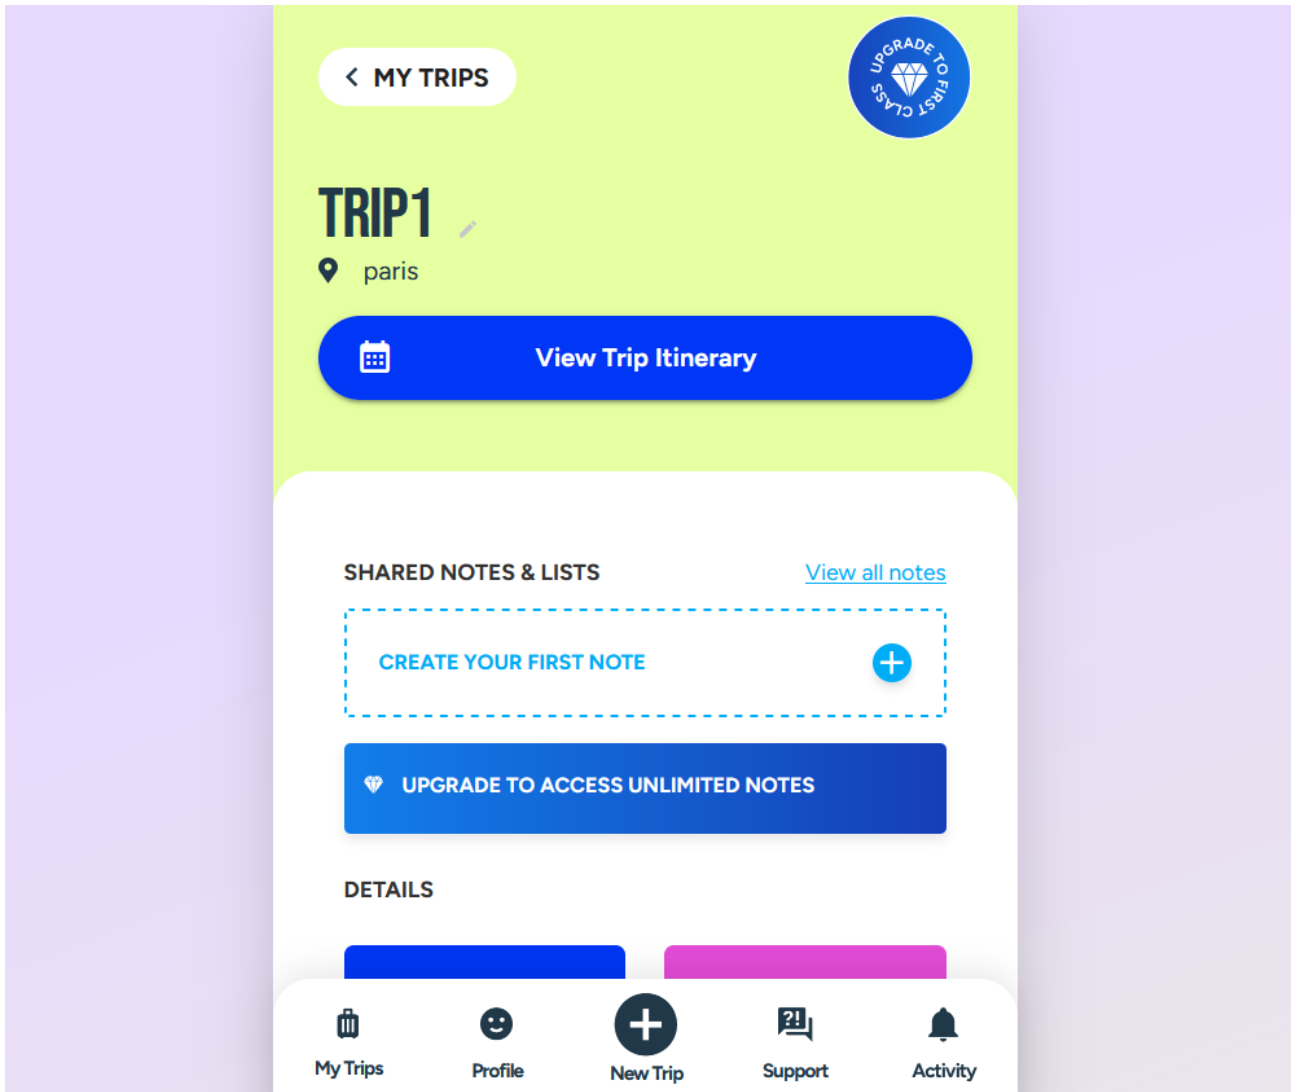 MY TRIPS
UPGRADE TO FIRST CLASS
TRIP1
paris
View Trip Itinerary
SHARED NOTES & LISTS
View all notes
CREATE YOUR FIRST NOTE
UPGRADE TO ACCESS UNLIMITED NOTES
DETAILS
?!
My Trips
Profile
New Trip
Support
Activity